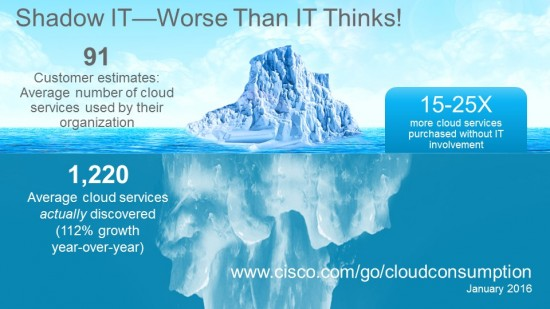 Shadow IT—Worse Than IT Thinks!
91
Customer estimates:
Average number of cloud
services used by their
organization
15-25X
more cloud services
purchased without IT
involvement
1,220
Average cloud services
actually discovered
(112% growth
year-over-year)
www.cisco.com/go/cloudconsumption
January 2016